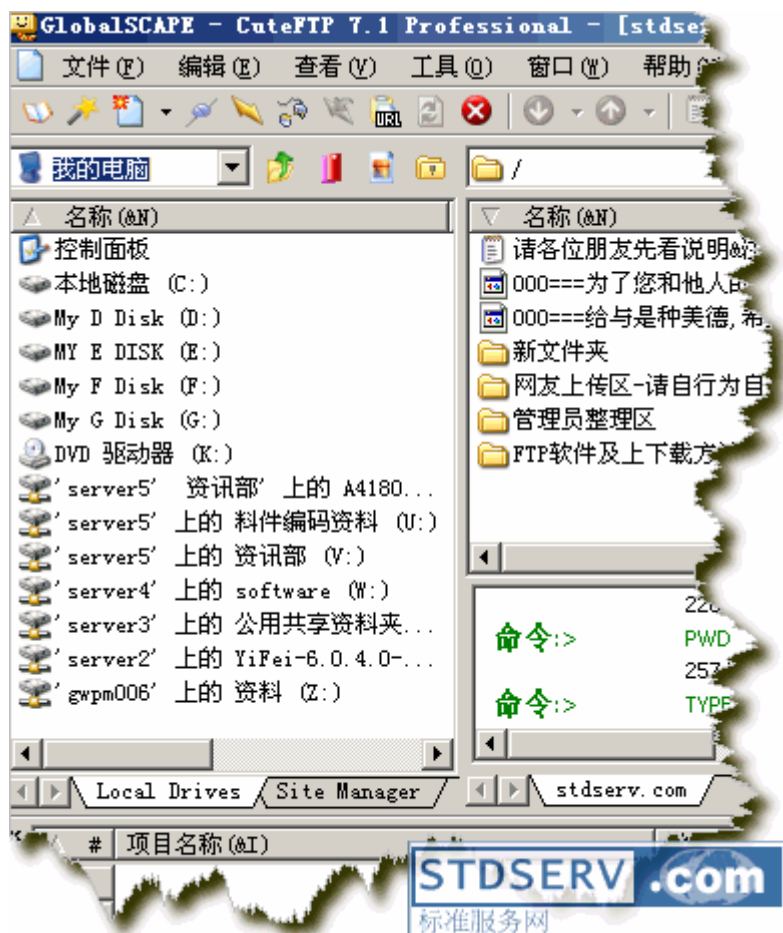 GlobalSCAPE - CuteFTP 7.1 Professional - [stdse
文件(F) 编辑(E) 查看(V) 工具(O) 窗口(W) 帮助
URL
我的电脑
/
名称(&N)
控制面板
本地磁盘 (C:)
My D Disk (D:)
MY E DISK (E:)
My F Disk (F:)
My G Disk (G:)
DVD 驱动器 (K:)
'server5' 资讯部' 上的 A4180...
'server5' 上的 料件编码资料 (U:)
'server5' 上的 资讯部 (V:)
'server4' 上的 software (W:)
'server3' 上的 公用共享资料夹...
'server2' 上的 YiFei-6.0.4.0-...
'gwpm006' 上的 资料 (Z:)
Local Drives Site Manager
名称(&N)
请各位朋友先看说明&
000===为了您和他人
000===给与是种美德,希
新文件夹
网友上传区-请自行为自
管理员整理区
FTP软件及上下载方
命令:> PWD
257
命令:> TYPE
stdserv.com
# 项目名称(&I)
STDSERV.com
标准服务网